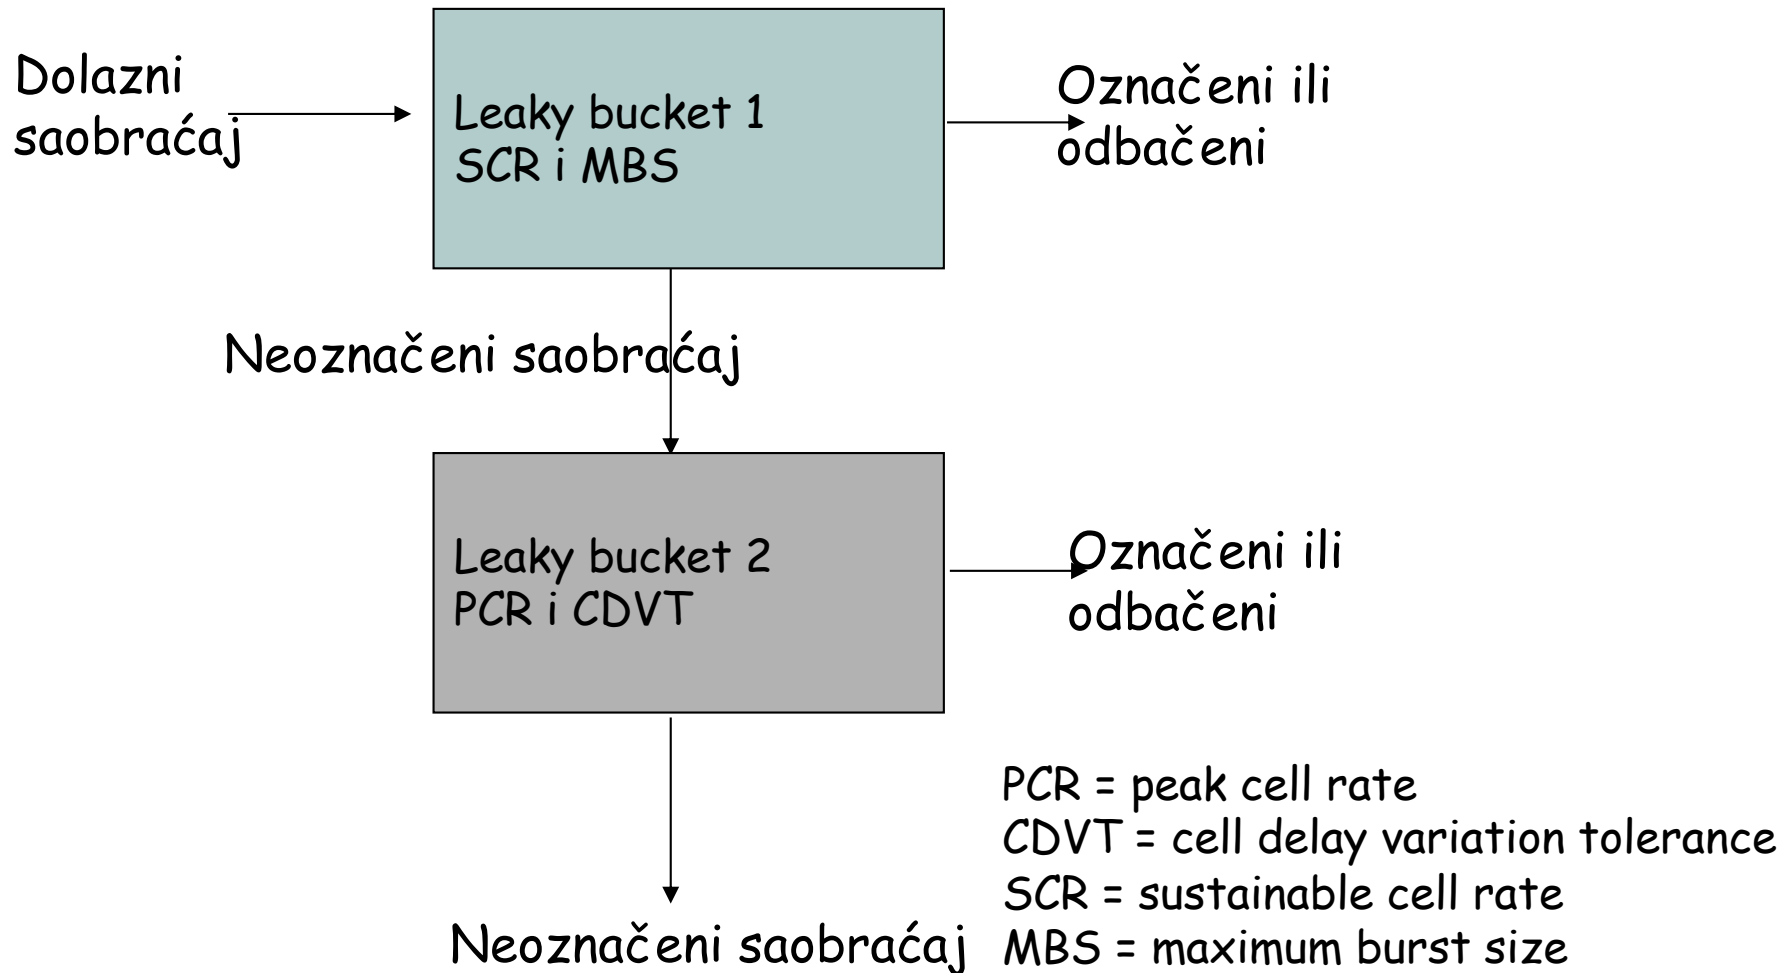 Dolazni
saobraćaj
Leaky bucket 1
SCR i MBS
Označeni ili
odbačeni
Neoznačeni saobraćaj
Leaky bucket 2
PCR i CDVT
Označeni ili
odbačeni
Neoznačeni saobraćaj
PCR = peak cell rate
CDVT = cell delay variation tolerance
SCR = sustainable cell rate
MBS = maximum burst size